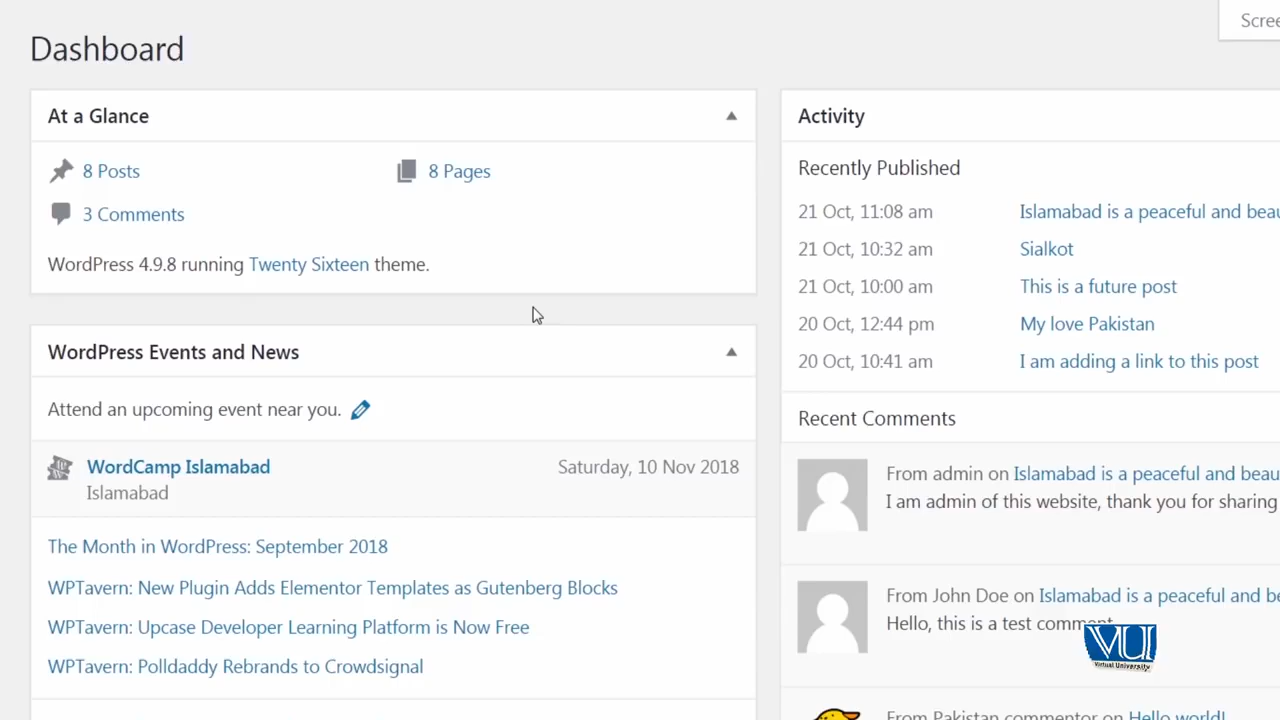 Scree
Dashboard
At a Glance
8 Posts
8 Pages
3 Comments
WordPress 4.9.8 running Twenty Sixteen theme.
WordPress Events and News
Attend an upcoming event near you.
WordCamp Islamabad
Saturday, 10 Nov 2018
Islamabad
The Month in WordPress: September 2018
WPTavern: New Plugin Adds Elementor Templates as Gutenberg Blocks
WPTavern: Upcase Developer Learning Platform is Now Free
WPTavern: Polldaddy Rebrands to Crowdsignal
Activity
Recently Published
21 Oct, 11:08 am Islamabad is a peaceful and beau
21 Oct, 10:32 am Sialkot
21 Oct, 10:00 am This is a future post
20 Oct, 12:44 pm My love Pakistan
20 Oct, 10:41 am I am adding a link to this post
Recent Comments
From admin on Islamabad is a peaceful and beau
I am admin of this website, thank you for sharing
From John Doe on Islamabad is a peaceful and be
Hello, this is a test comment.
From Pakistan commentor on Hello world!
VU
Virtual University